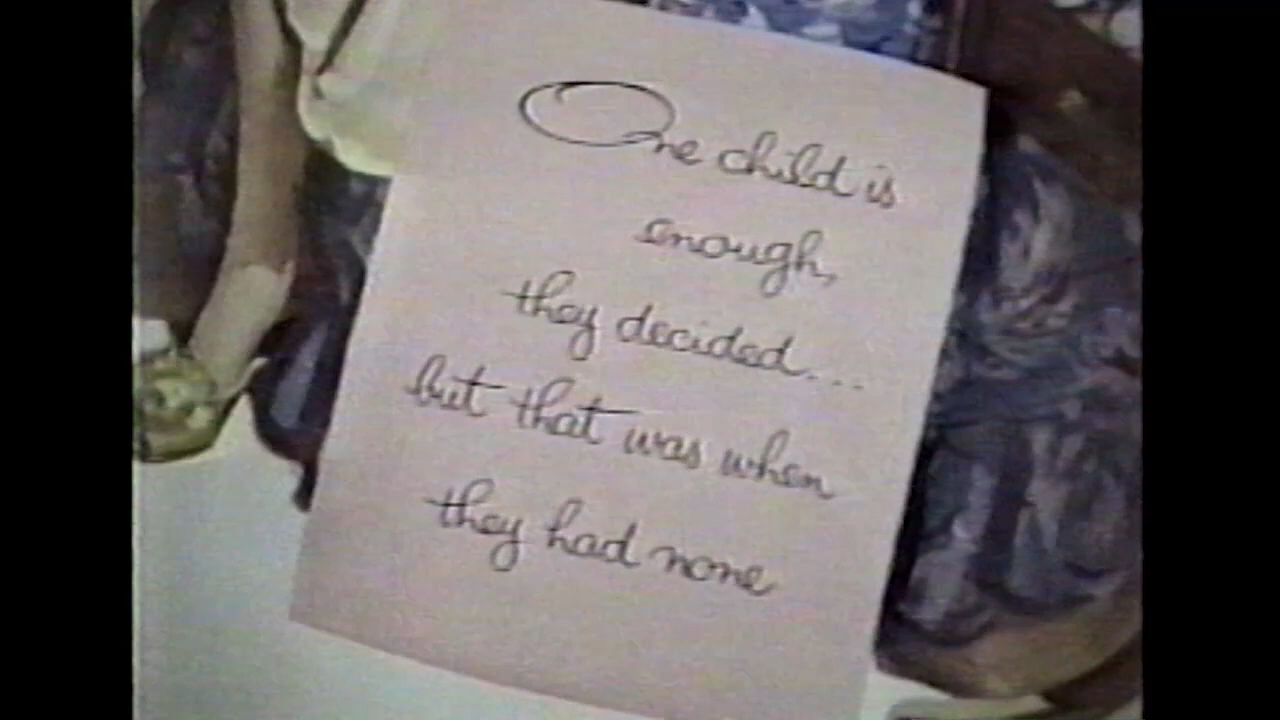 One child is
enough,
they decided...
but that was when
they had none